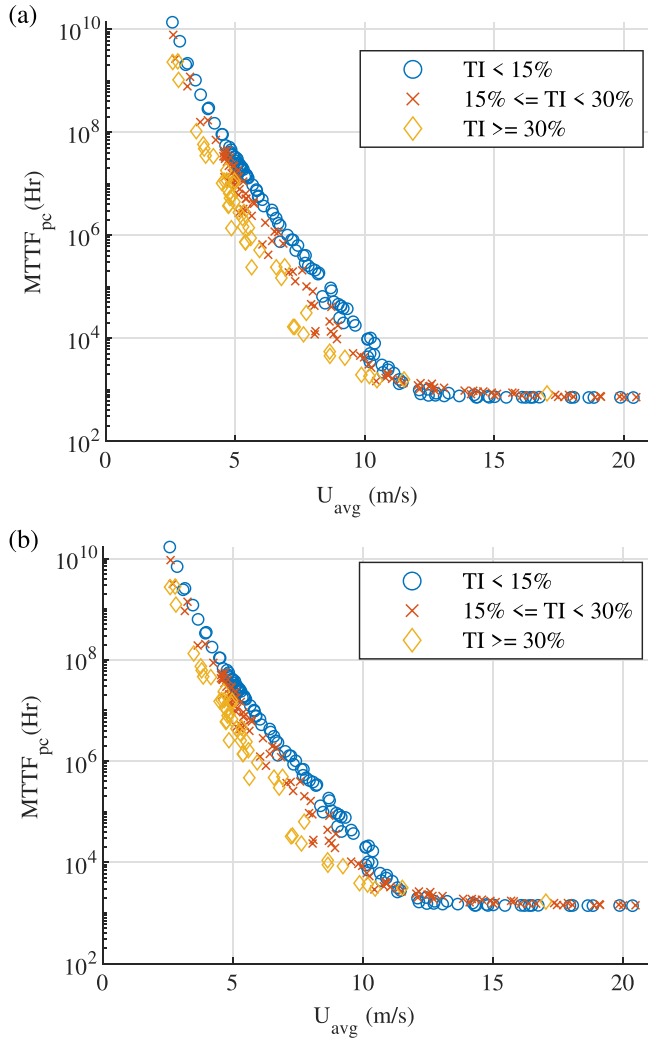 (a)
10^10
10^8
10^6
10^4
10^2
MTTF_pc (Hr)
0
5
10
15
20
U_avg (m/s)
TI < 15%
15% <= TI < 30%
TI >= 30%
(b)
10^10
10^8
10^6
10^4
10^2
MTTF_pc (Hr)
0
5
10
15
20
U_avg (m/s)
TI < 15%
15% <= TI < 30%
TI >= 30%